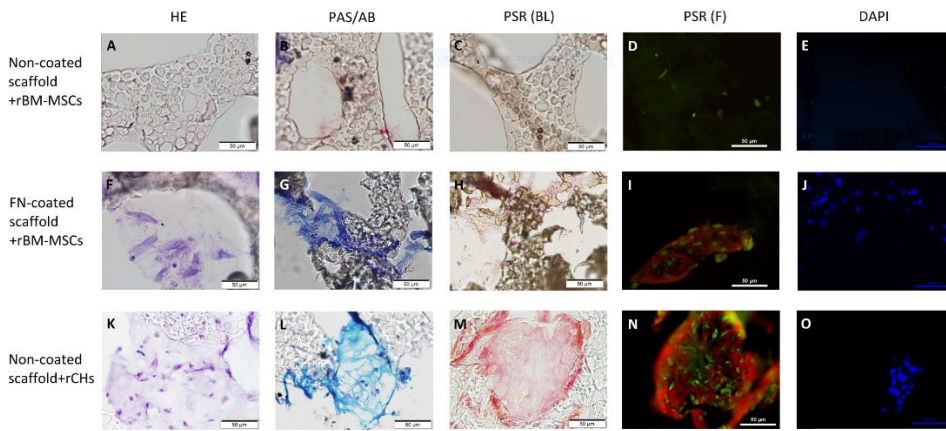 HE PAS/AB PSR (BL) PSR (F) DAPI
Non-coated
scaffold
+rBM-MSCs
A B C D E
50 µm 50 µm 50 µm 50 µm
FN-coated
scaffold
+rBM-MSCs
F G H I J
50 µm 50 µm 50 µm 50 µm
Non-coated
scaffold+rCHs
K L M N O
50 µm 50 µm 50 µm 50 µm